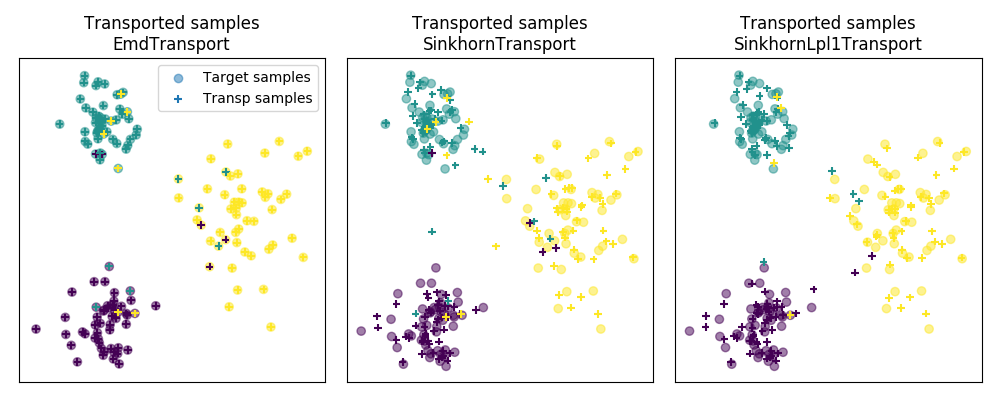 Transported samples
EmdTransport
Target samples
Transp samples
Transported samples
SinkhornTransport
Transported samples
SinkhornLpl1Transport